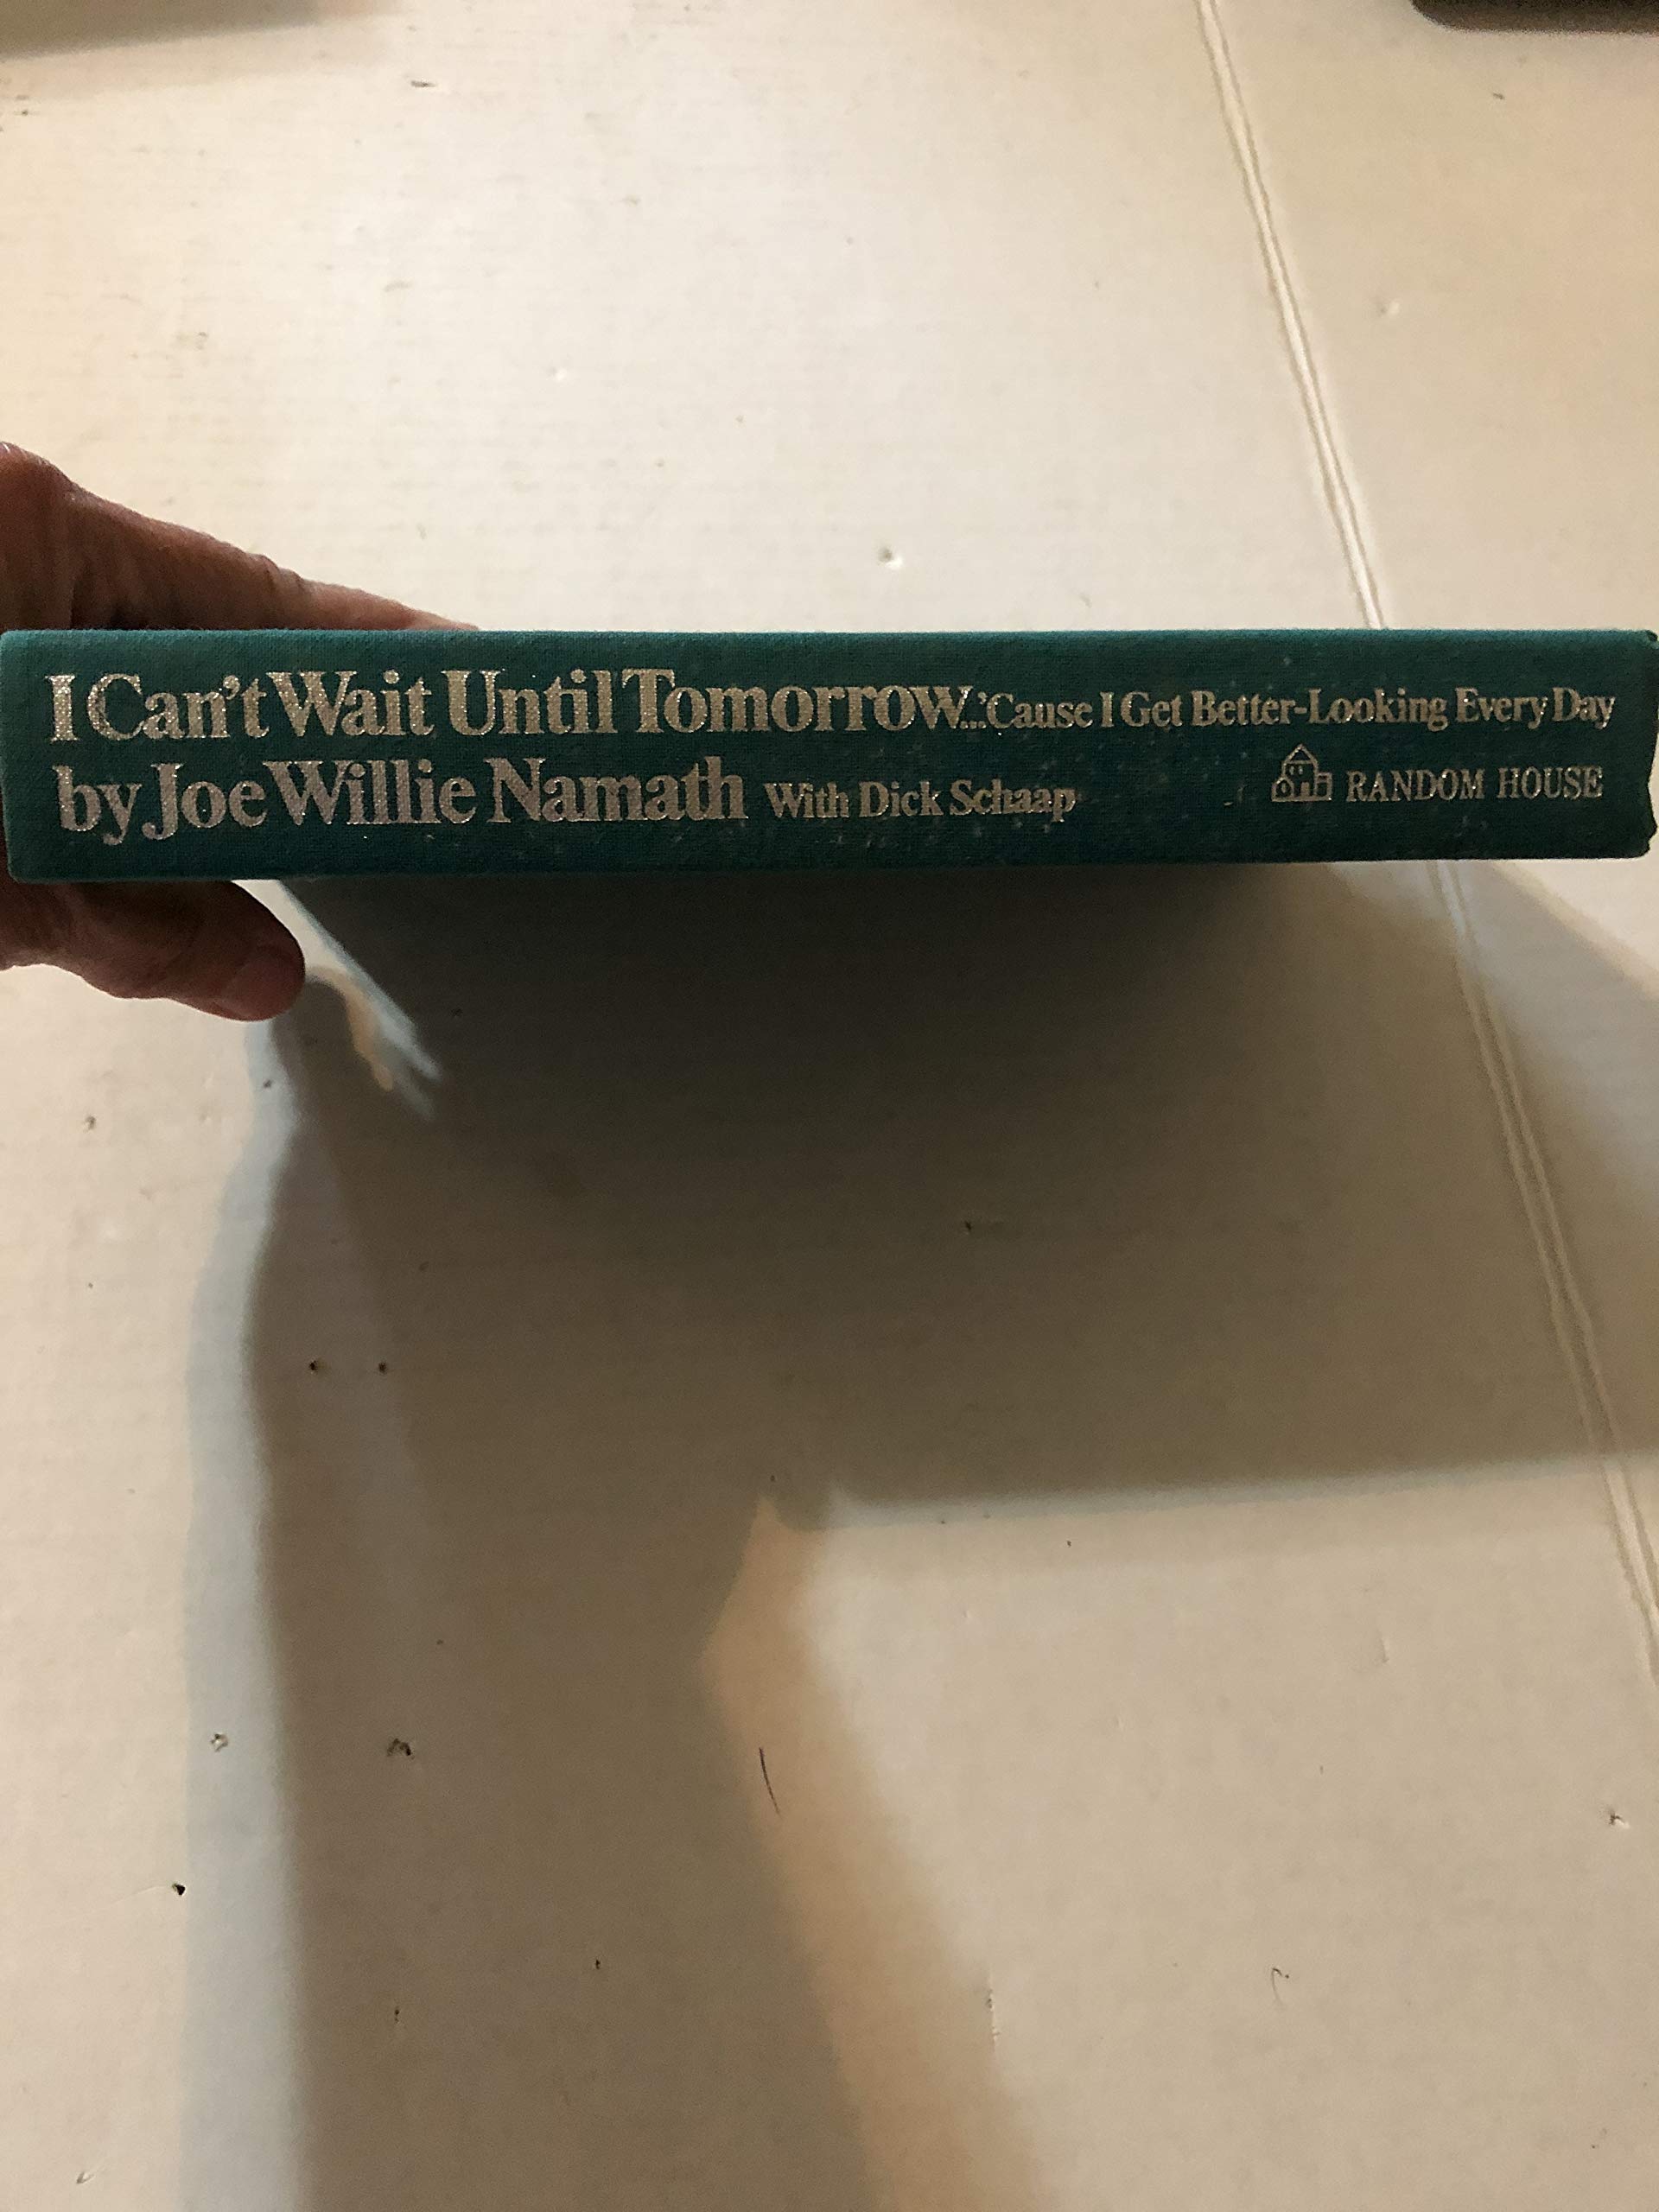 I Can't Wait Until Tomorrow...'Cause I Get Better-Looking Every Day
by Joe Willie Namath With Dick Schaap
RANDOM HOUSE